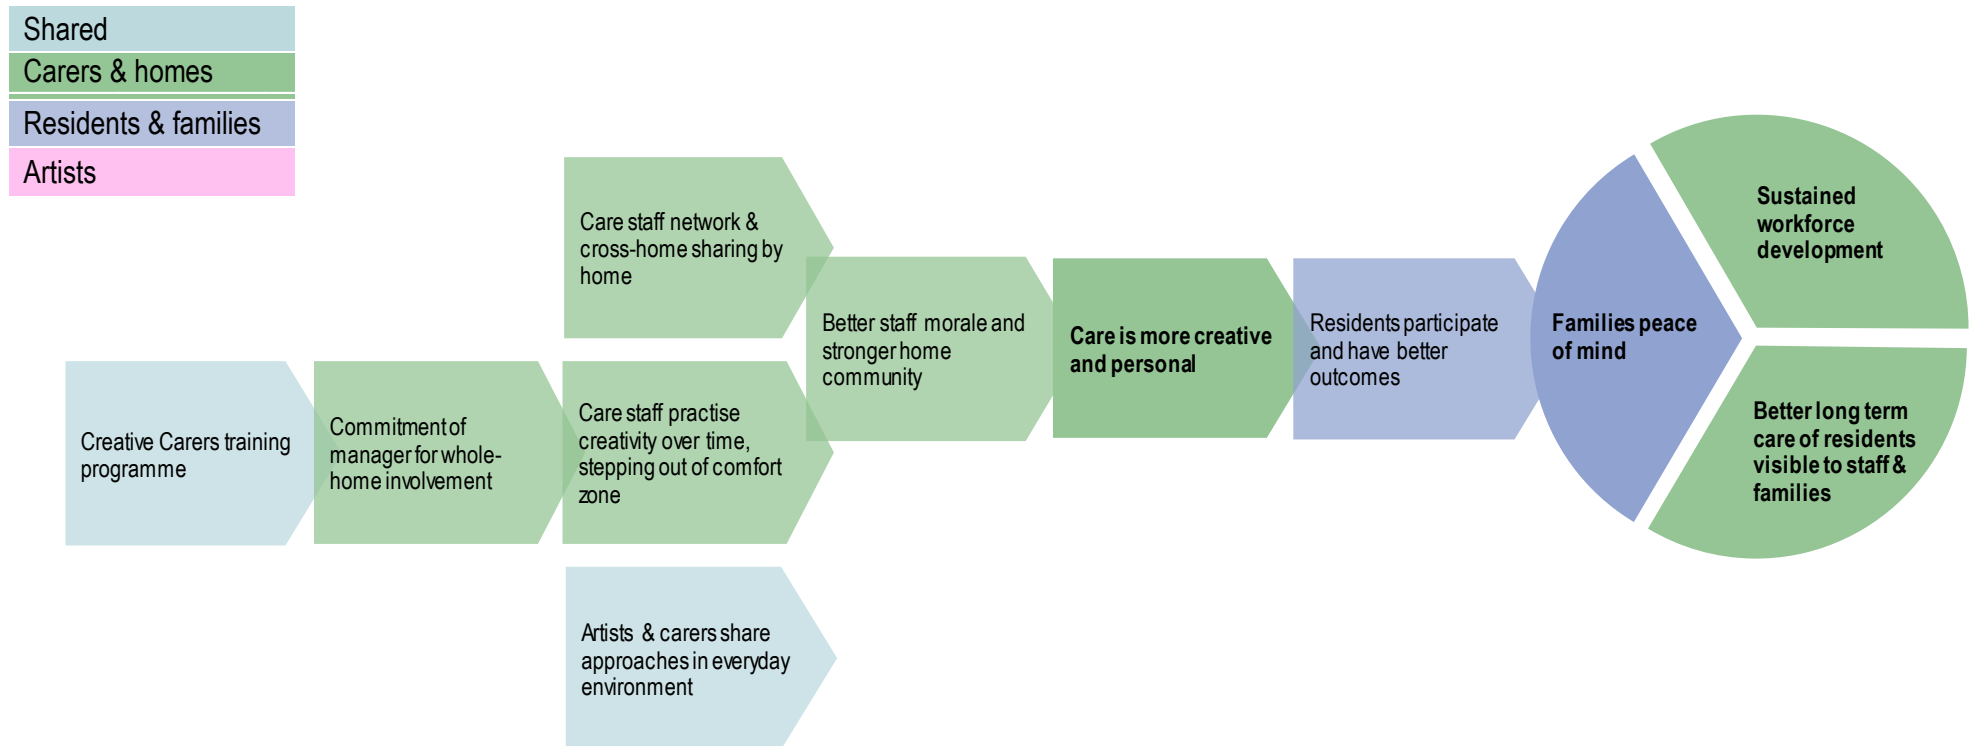 Shared
Carers & homes
Residents & families
Artists
Creative Carers training
programme
Commitment of
manager for whole-
home involvement
Care staff network &
cross-home sharing by
home
Care staff practise
creativity over time,
stepping out of comfort
zone
Artists & carers share
approaches in everyday
environment
Better staff morale and
stronger home
community
Care is more creative
and personal
Residents participate
and have better
outcomes
Families peace
of mind
Sustained
workforce
development
Better long term
care of residents
visible to staff &
families